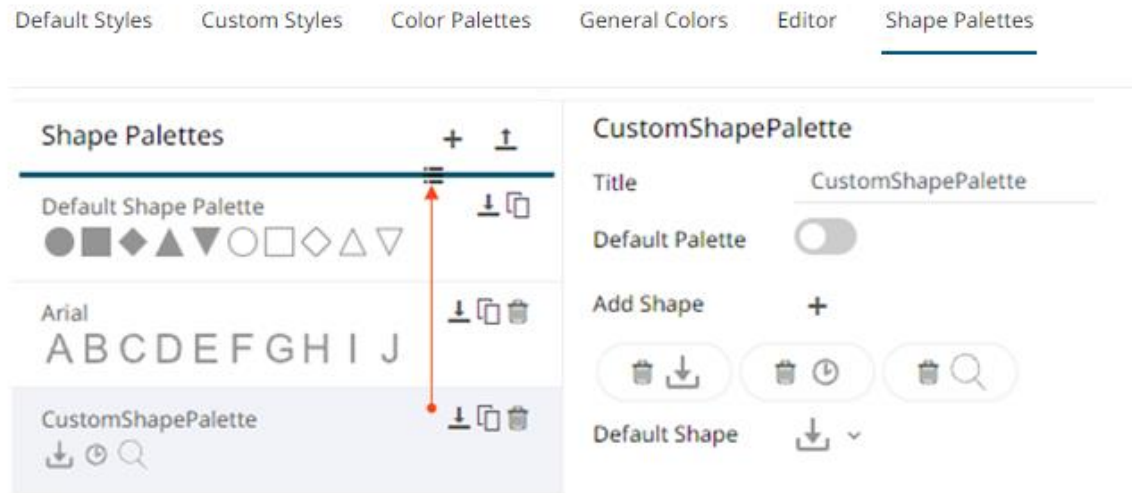 Default Styles Custom Styles Color Palettes General Colors Editor Shape Palettes
Shape Palettes
Default Shape Palette
Arial
A B C D E F G H I J
CustomShapePalette
CustomShapePalette
Title CustomShapePalette
Default Palette
Add Shape
Default Shape